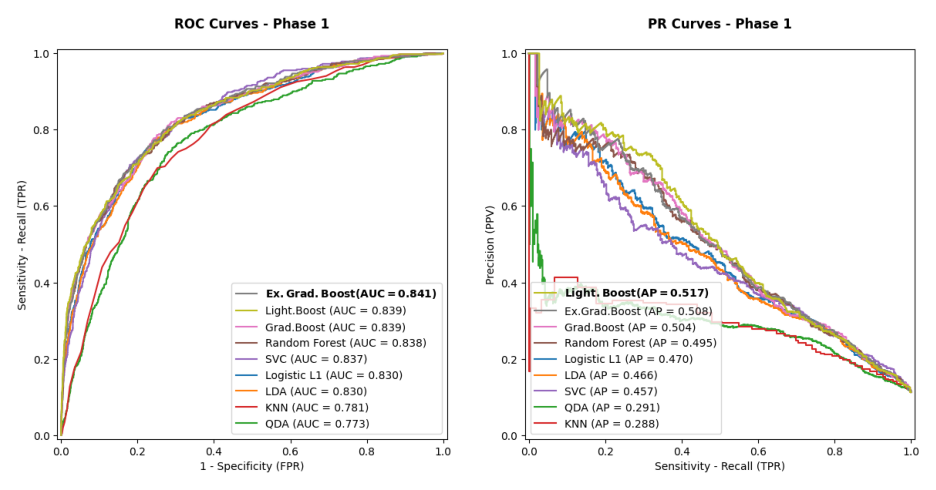 ROC Curves - Phase 1
1.0
0.8
0.6
0.4
0.2
0.0
Sensitivity - Recall (TPR)
Ex.Grad.Boost(AUC = 0.841)
Light.Boost (AUC = 0.839)
Grad.Boost (AUC = 0.839)
Random Forest (AUC = 0.838)
SVC (AUC = 0.837)
Logistic L1 (AUC = 0.830)
LDA (AUC = 0.830)
KNN (AUC = 0.781)
QDA (AUC = 0.773)
0.0 0.2 0.4 0.6 0.8 1.0
1 - Specificity (FPR)
PR Curves - Phase 1
1.0
0.8
0.6
0.4
0.2
0.0
Precision (PPV)
Light.Boost(AP = 0.517)
Ex.Grad.Boost (AP = 0.508)
Grad.Boost (AP = 0.504)
Random Forest (AP = 0.495)
Logistic L1 (AP = 0.470)
LDA (AP = 0.466)
SVC (AP = 0.457)
QDA (AP = 0.291)
KNN (AP = 0.288)
0.0 0.2 0.4 0.6 0.8 1.0
Sensitivity - Recall (TPR)